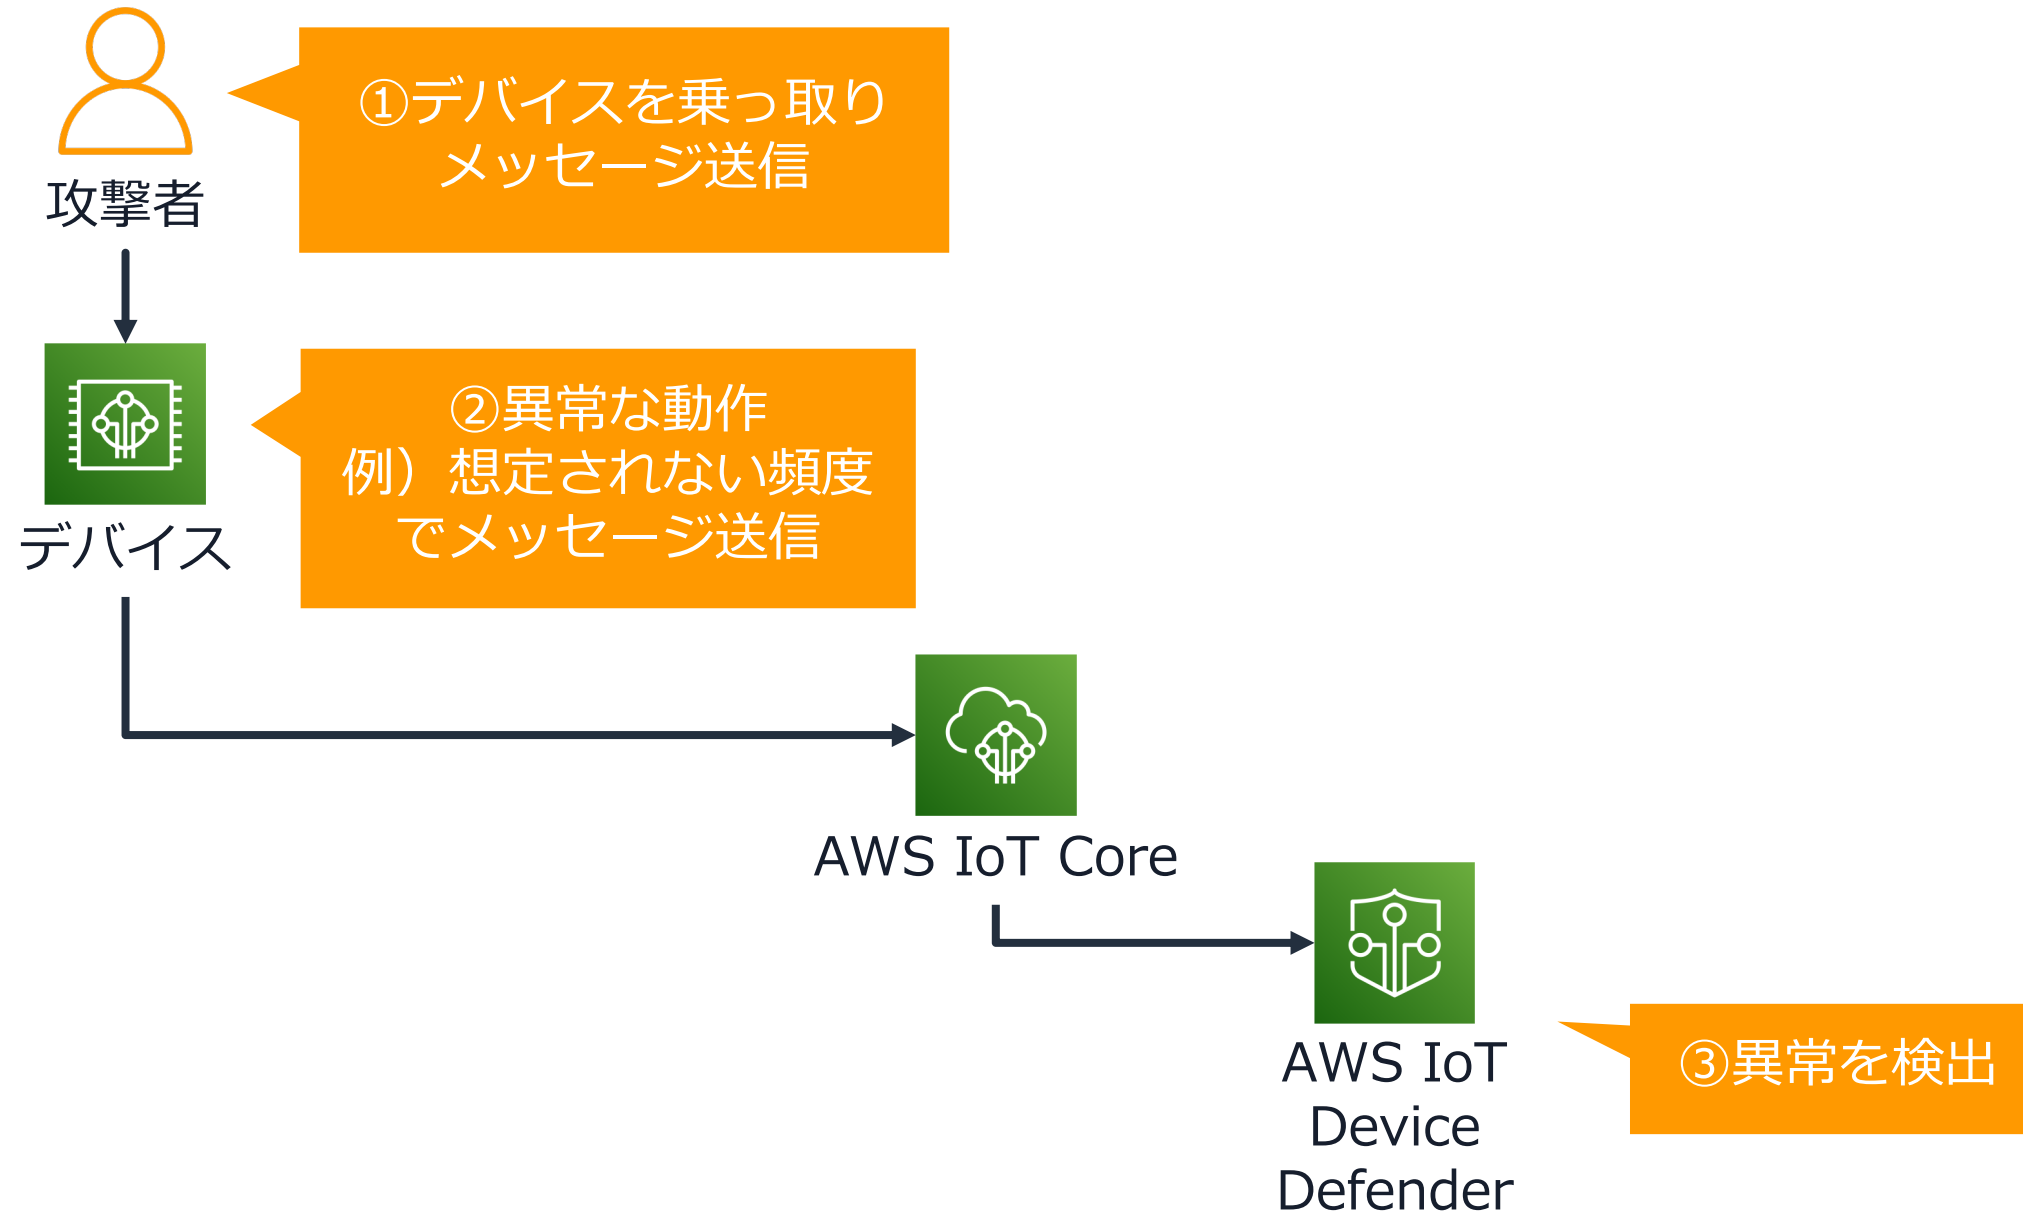 ①デバイスを乗っ取り
メッセージ送信
攻撃者
②異常な動作
例）想定されない頻度
でメッセージ送信
デバイス
AWS IoT Core
AWS IoT
Device
Defender
③異常を検出